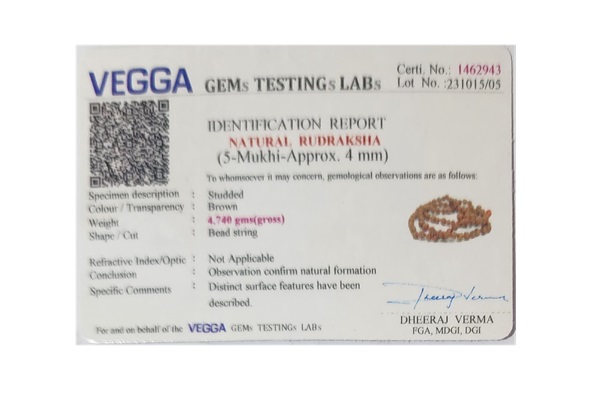 VEGGA GEMS TESTINGS LABS
Certi. No.: 1462943
Lot No. :231015/05
IDENTIFICATION REPORT
NATURAL RUDRAKSHA
(5-Mukhi-Approx. 4 mm)
To whomsoever it may concern, gemological observations are as follows:
Specimen description : Studded
Colour / Transparency : Brown
Weight : 4.740 gms(gross)
Shape / Cut : Bead string
Refractive Index/Optic : Not Applicable
Conclusion : Observation confirm natural formation
Specific Comments : Distinct surface features have been
described.
Dheeraj Verma
DHEERAJ VERMA
FGA, MDGI, DGI
For and on behalf of the VEGGA GEMS TESTINGS LABS